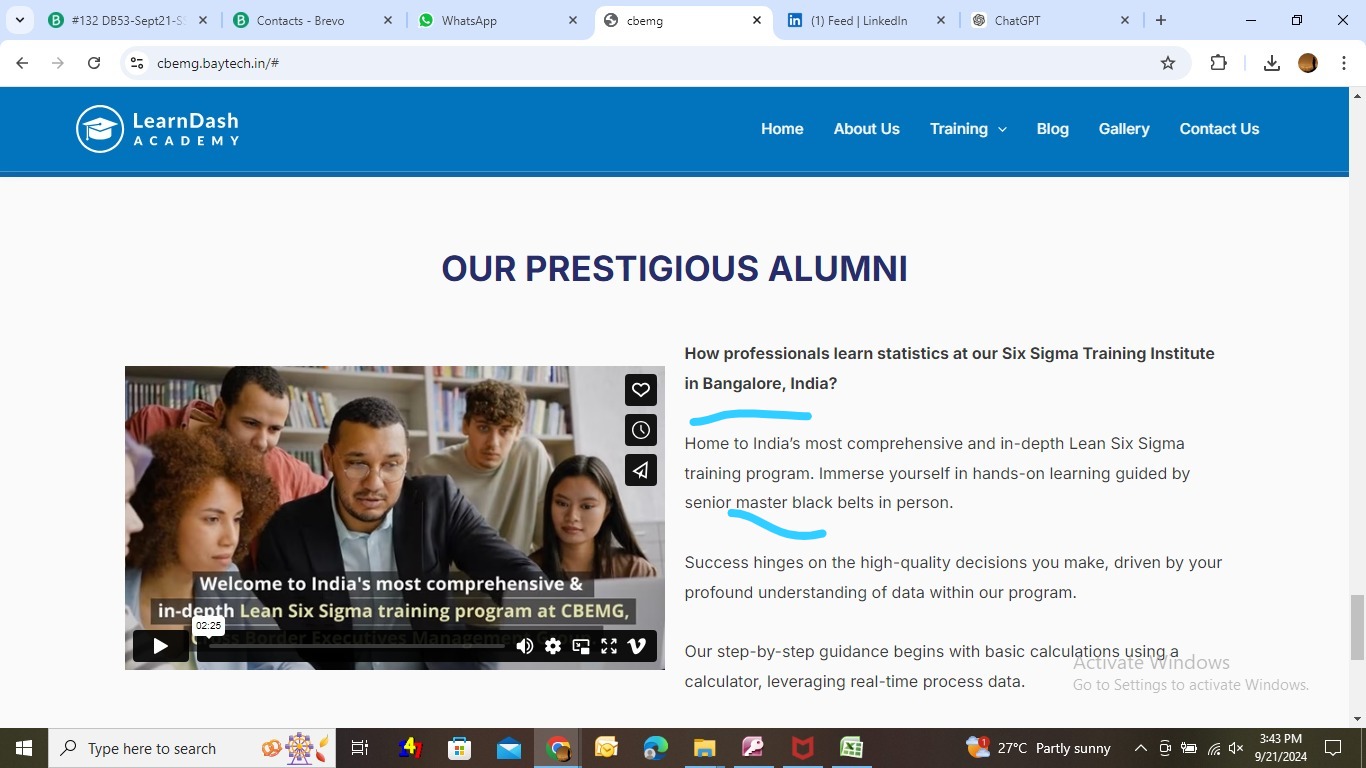 #132 DB53-Sept21-S
Contacts - Brevo
WhatsApp
cbemg
(1) Feed | LinkedIn
ChatGPT
cbemg.baytech.in/#
LearnDash
ACADEMY
Home
About Us
Training
Blog
Gallery
Contact Us
OUR PRESTIGIOUS ALUMNI
How professionals learn statistics at our Six Sigma Training Institute
in Bangalore, India?
Home to India’s most comprehensive and in-depth Lean Six Sigma
training program. Immerse yourself in hands-on learning guided by
senior master black belts in person.
Success hinges on the high-quality decisions you make, driven by your
profound understanding of data within our program.
Our step-by-step guidance begins with basic calculations using a
calculator, leveraging real-time process data.
Welcome to India's most comprehensive &
in-depth Lean Six Sigma training program at CBEMG,
Border Executives Management
02:25
Activate Windows
Go to Settings to activate Windows.
Type here to search
27°C Partly sunny
3:43 PM
9/21/2024